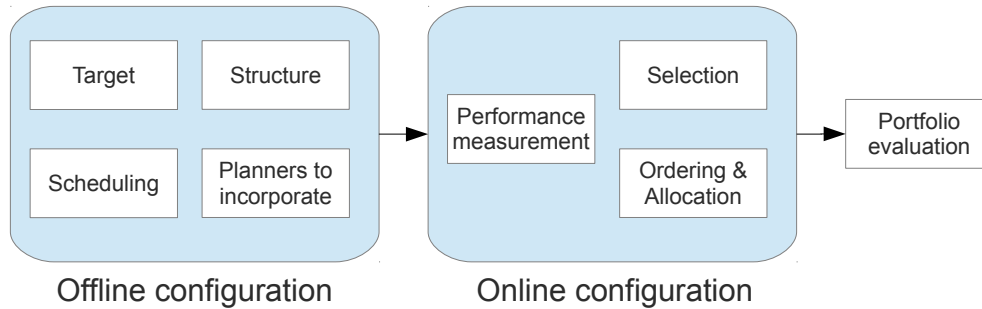 Target
Structure
Scheduling
Planners to
incorporate
Offline configuration
Performance
measurement
Selection
Ordering &
Allocation
Online configuration
Portfolio
evaluation